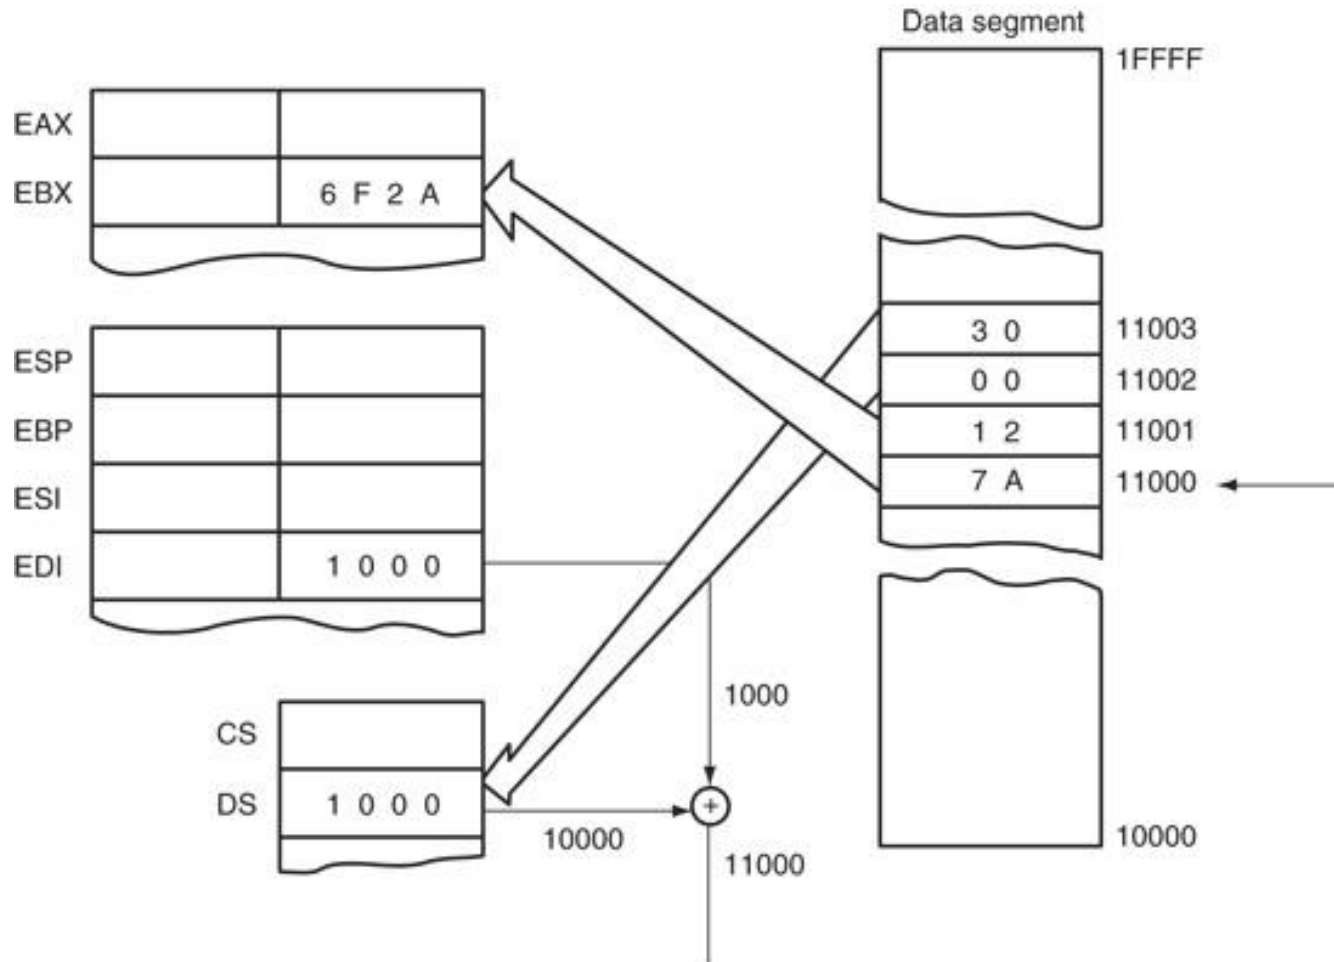 Data segment
1FFFF
EAX
EBX 6 F 2 A
3 0 11003
0 0 11002
1 2 11001
7 A 11000
ESP
EBP
ESI
EDI 1 0 0 0
1000
CS
DS 1 0 0 0
+
10000
11000
10000